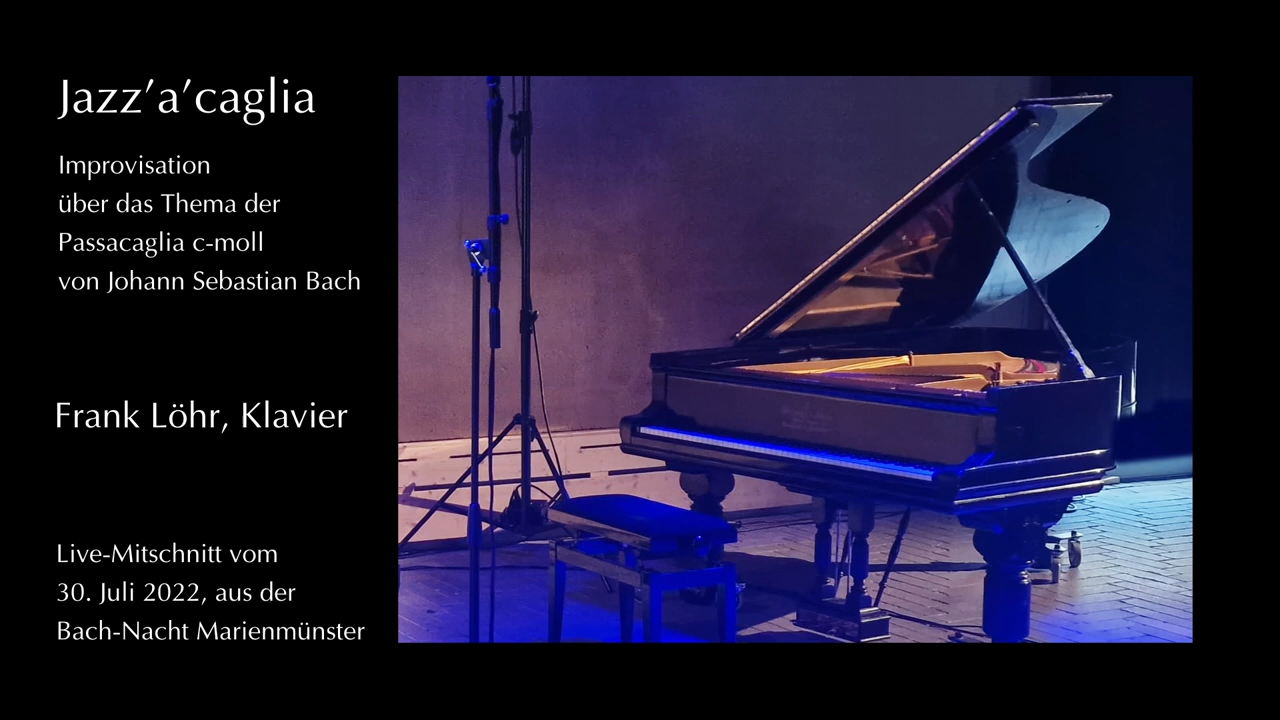 Jazz’a’caglia
Improvisation
über das Thema der
Passacaglia c-moll
von Johann Sebastian Bach
Frank Löhr, Klavier
Live-Mitschnitt vom
30. Juli 2022, aus der
Bach-Nacht Marienmünster